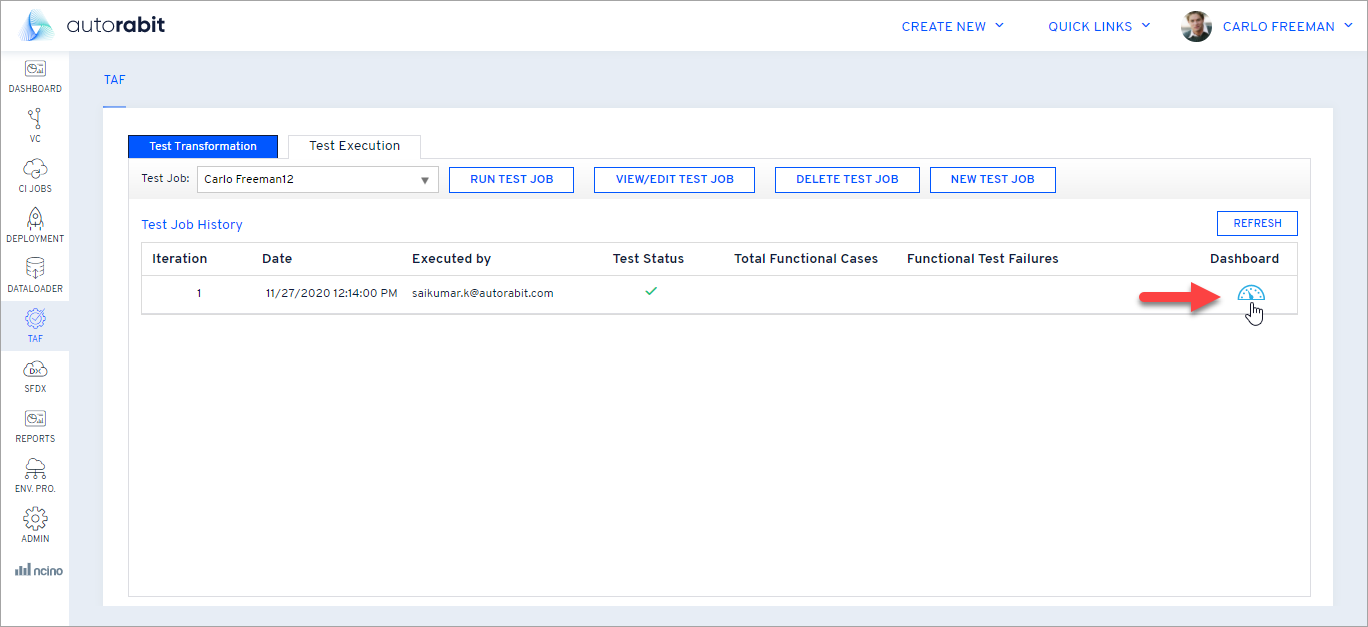 autorabit
CREATE NEW
QUICK LINKS
CARLO FREEMAN
DASHBOARD
VC
CI JOBS
DEPLOYMENT
DATALOADER
TAF
SFDX
REPORTS
ENV. PRO.
ADMIN
ncino
TAF
Test Transformation
Test Execution
Test Job: Carlo Freeman12
RUN TEST JOB
VIEW/EDIT TEST JOB
DELETE TEST JOB
NEW TEST JOB
Test Job History
REFRESH
Iteration Date Executed by Test Status Total Functional Cases Functional Test Failures Dashboard
1 11/27/2020 12:14:00 PM saikumar.k@autorabit.com